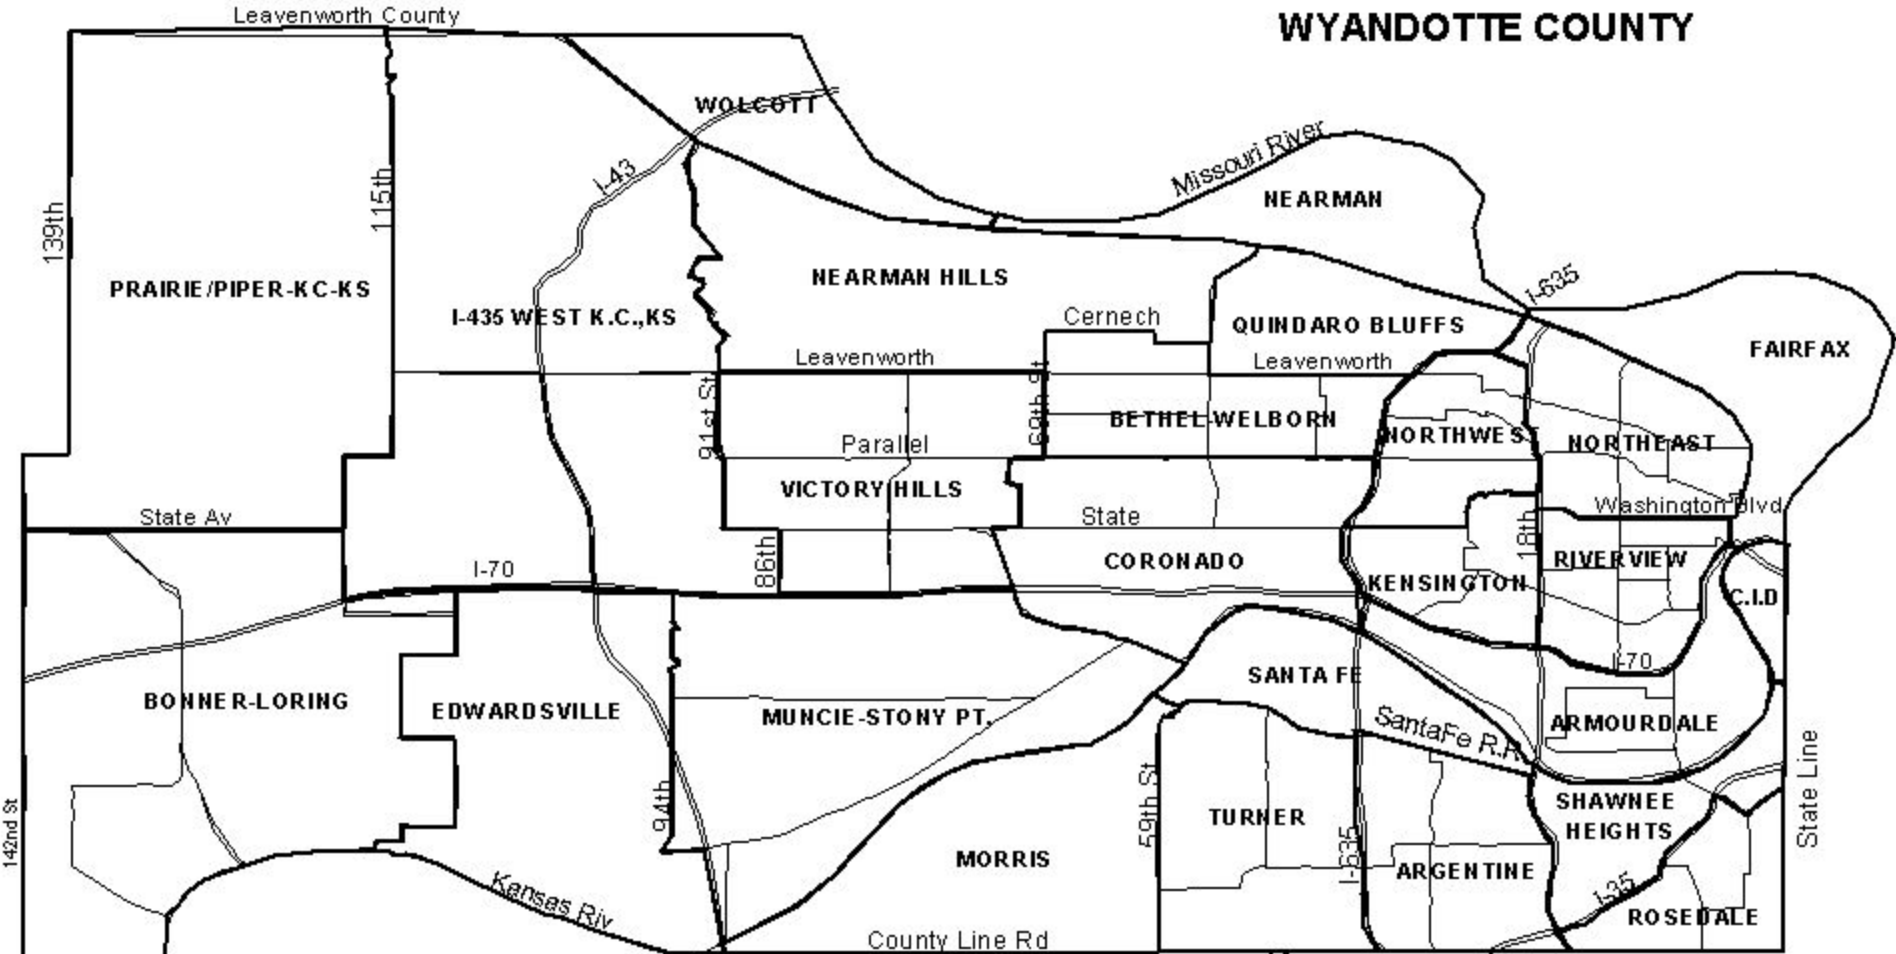 Leavenworth County
WYANDOTTE COUNTY
WOLCOTT
Missouri River
I-43
115th
139th
NEARMAN
PRAIRIE/PIPER-KC-KS
NEARMAN HILLS
I-635
I-435 WEST K.C.,KS
Cernech
QUINDARO BLUFFS
FAIRFAX
Leavenworth
Leavenworth
91st St
69th St
BETHEL-WELBORN
NORTHWEST
NORTHEAST
Parallel
VICTORY HILLS
State Av
State
Washington Blvd
18th
I-70
86th
CORONADO
KENSINGTON
RIVERVIEW
C.I.D
I-70
BONNER-LORING
EDWARDSVILLE
MUNCIE-STONY PT.
SANTA FE
SantaFe R.R
ARMOURDALE
94th
59th St
TURNER
SHAWNEE
HEIGHTS
State Line
142nd St
MORRIS
I-635
ARGENTINE
I-35
Kansas Riv
ROSEDALE
County Line Rd